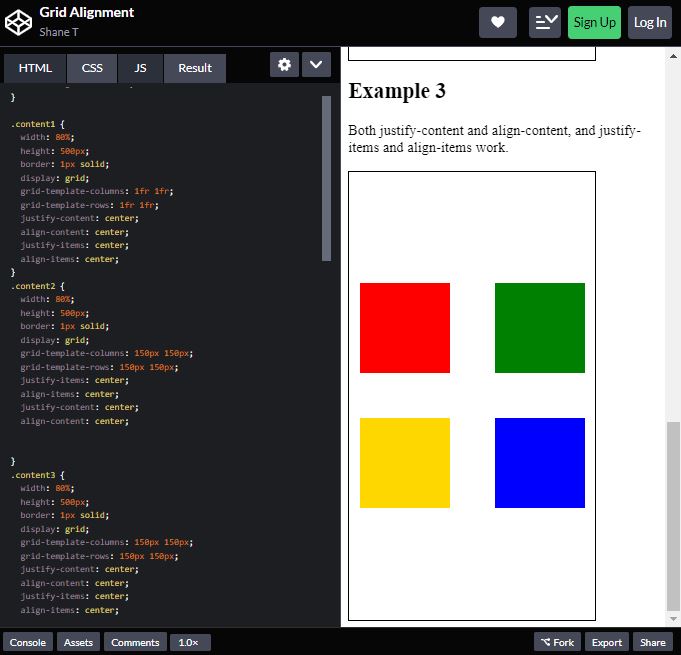 Grid Alignment
Shane T
Sign Up
Log In
HTML
CSS
JS
Result
}
.content1 {
width: 80%;
height: 500px;
border: 1px solid;
display: grid;
grid-template-columns: 1fr 1fr;
grid-template-rows: 1fr 1fr;
justify-content: center;
align-content: center;
justify-items: center;
align-items: center;
}
.content2 {
width: 80%;
height: 500px;
border: 1px solid;
display: grid;
grid-template-columns: 150px 150px;
grid-template-rows: 150px 150px;
justify-items: center;
align-items: center;
justify-content: center;
align-content: center;
}
.content3 {
width: 80%;
height: 500px;
border: 1px solid;
display: grid;
grid-template-columns: 150px 150px;
grid-template-rows: 150px 150px;
justify-content: center;
align-content: center;
justify-items: center;
align-items: center;
Example 3
Both justify-content and align-content, and justify-
items and align-items work.
Console
Assets
Comments
1.0×
Fork
Export
Share